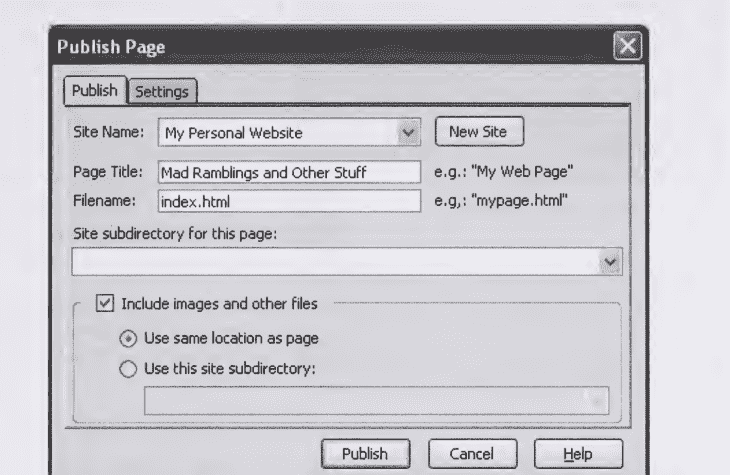 Publish Page
Publish Settings
Site Name: My Personal Website New Site
Page Title: Mad Ramblings and Other Stuff e.g.: "My Web Page"
Filename: index.html e.g,: "mypage.html"
Site subdirectory for this page:
Include images and other files
Use same location as page
Use this site subdirectory:
Publish Cancel Help